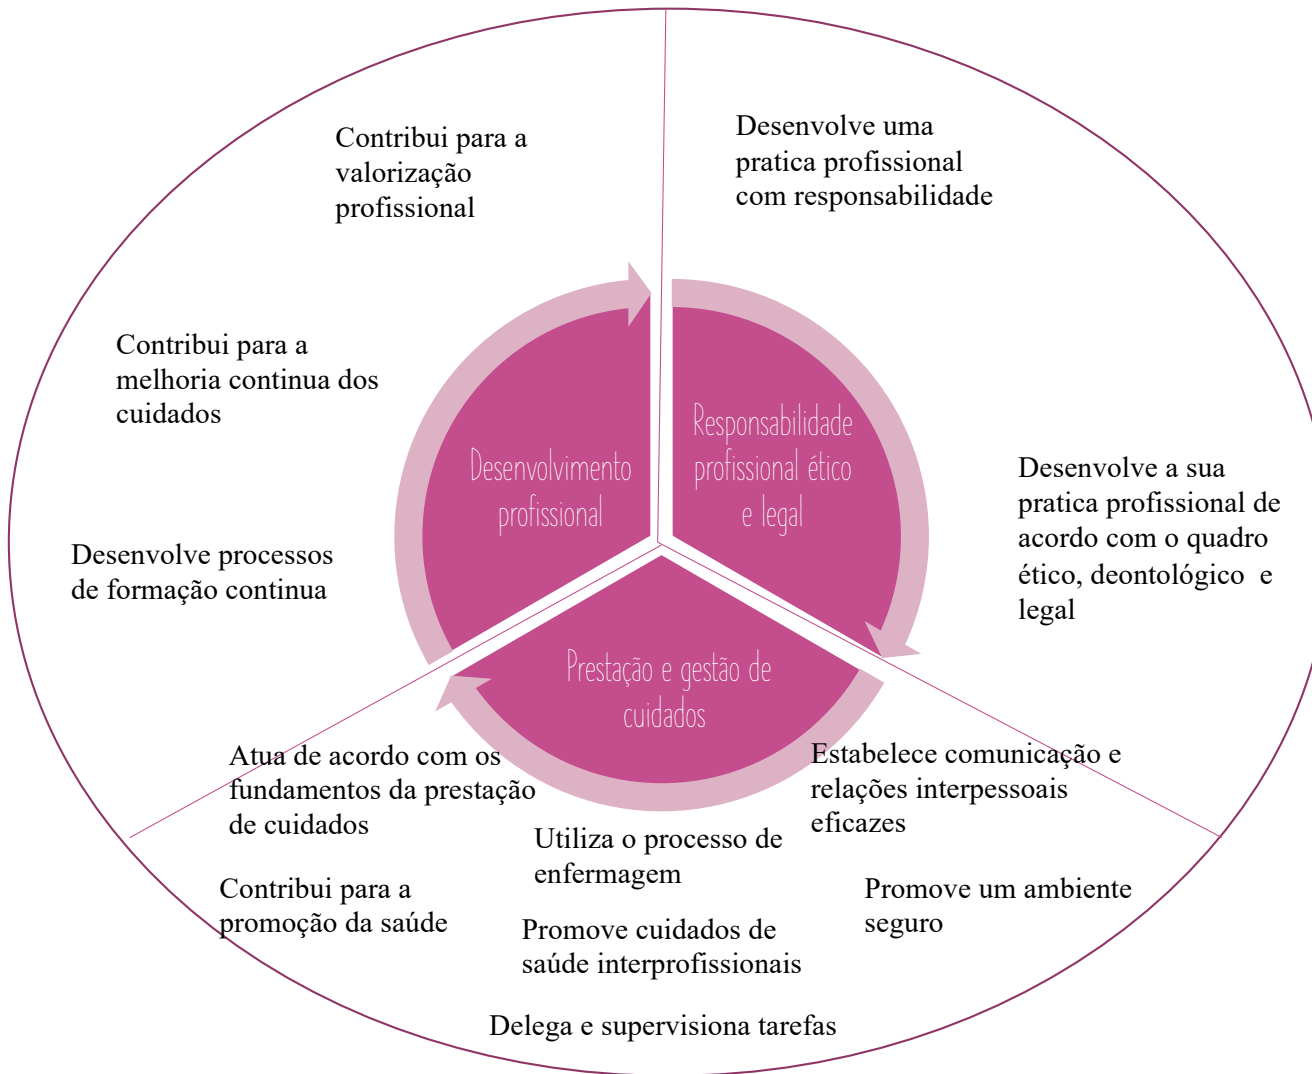 Contribui para a
valorização
profissional
Desenvolve uma
pratica profissional
com responsabilidade
Contribui para a
melhoria continua dos
cuidados
Desenvolvimento
profissional
Responsabilidade
profissional ético
e legal
Desenvolve a sua
pratica profissional de
acordo com o quadro
ético, deontológico e
legal
Desenvolve processos
de formação continua
Prestação e gestão de
cuidados
Atua de acordo com os
fundamentos da prestação
de cuidados
Estabelece comunicação e
relações interpessoais
eficazes
Utiliza o processo de
enfermagem
Contribui para a
promoção da saúde
Promove um ambiente
seguro
Promove cuidados de
saúde interprofissionais
Delega e supervisiona tarefas